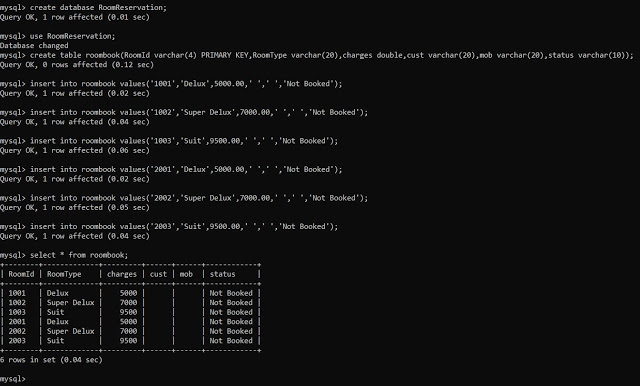 mysql> create database RoomReservation;
Query OK, 1 row affected (0.01 sec)

mysql> use RoomReservation;
Database changed
mysql> create table roombook(RoomId varchar(4) PRIMARY KEY,RoomType varchar(20),charges double,cust varchar(20),mob varchar(20),status varchar(10));
Query OK, 0 rows affected (0.12 sec)

mysql> insert into roombook values('1001','Delux',5000.00,' ',' ','Not Booked');
Query OK, 1 row affected (0.02 sec)

mysql> insert into roombook values('1002','Super Delux',7000.00,' ',' ','Not Booked');
Query OK, 1 row affected (0.04 sec)

mysql> insert into roombook values('1003','Suit',9500.00,' ',' ','Not Booked');
Query OK, 1 row affected (0.06 sec)

mysql> insert into roombook values('2001','Delux',5000.00,' ',' ','Not Booked');
Query OK, 1 row affected (0.02 sec)

mysql> insert into roombook values('2002','Super Delux',7000.00,' ',' ','Not Booked');
Query OK, 1 row affected (0.05 sec)

mysql> insert into roombook values('2003','Suit',9500.00,' ',' ','Not Booked');
Query OK, 1 row affected (0.04 sec)

mysql> select * from roombook;
+--------+-------------+---------+------+------+------------+
| RoomId | RoomType    | charges | cust | mob  | status     |
+--------+-------------+---------+------+------+------------+
| 1001   | Delux       |    5000 |      |      | Not Booked |
| 1002   | Super Delux |    7000 |      |      | Not Booked |
| 1003   | Suit        |    9500 |      |      | Not Booked |
| 2001   | Delux       |    5000 |      |      | Not Booked |
| 2002   | Super Delux |    7000 |      |      | Not Booked |
| 2003   | Suit        |    9500 |      |      | Not Booked |
+--------+-------------+---------+------+------+------------+
6 rows in set (0.04 sec)

mysql>